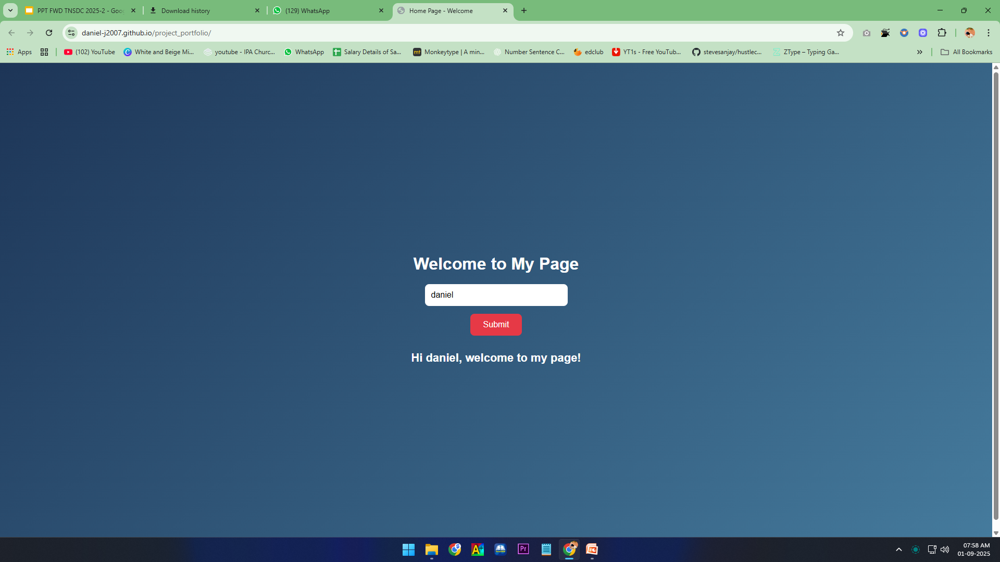 PPT FWD TNSDC 2025-2 - Goo
Download history
(129) WhatsApp
Home Page - Welcome
daniel-j2007.github.io/project_portfolio/
Apps
(102) YouTube
White and Beige Mi...
youtube - IPA Churc...
WhatsApp
Salary Details of Sa...
mt
Monkeytype | A min...
Number Sentence C...
edclub
YT1s - Free YouTub...
stevesanjay/hustlec...
ZType – Typing Ga...
All Bookmarks
Welcome to My Page
daniel
Submit
Hi daniel, welcome to my page!
Pr
07:58 AM
01-09-2025